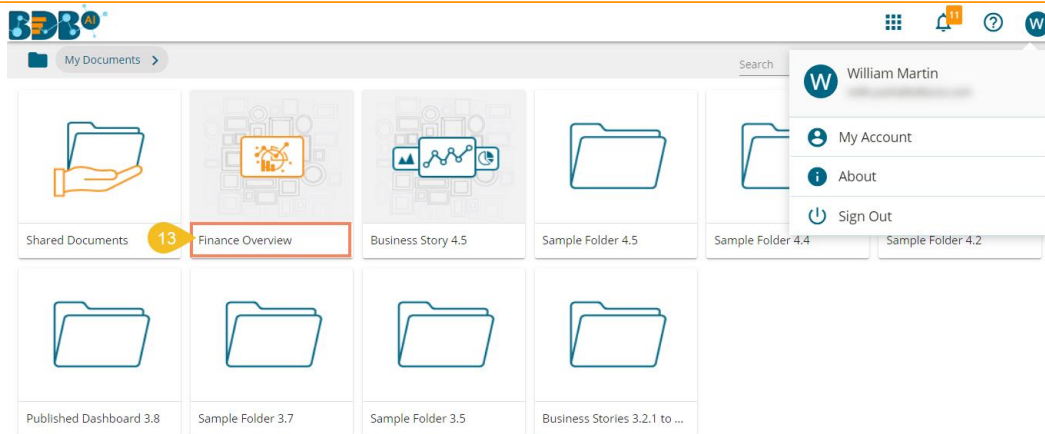 BDB AI
11
W
My Documents
Search
W
William Martin
My Account
About
Sign Out
Shared Documents
13
Finance Overview
Business Story 4.5
Sample Folder 4.5
Sample Folder 4.4
Sample Folder 4.2
Published Dashboard 3.8
Sample Folder 3.7
Sample Folder 3.5
Business Stories 3.2.1 to ...